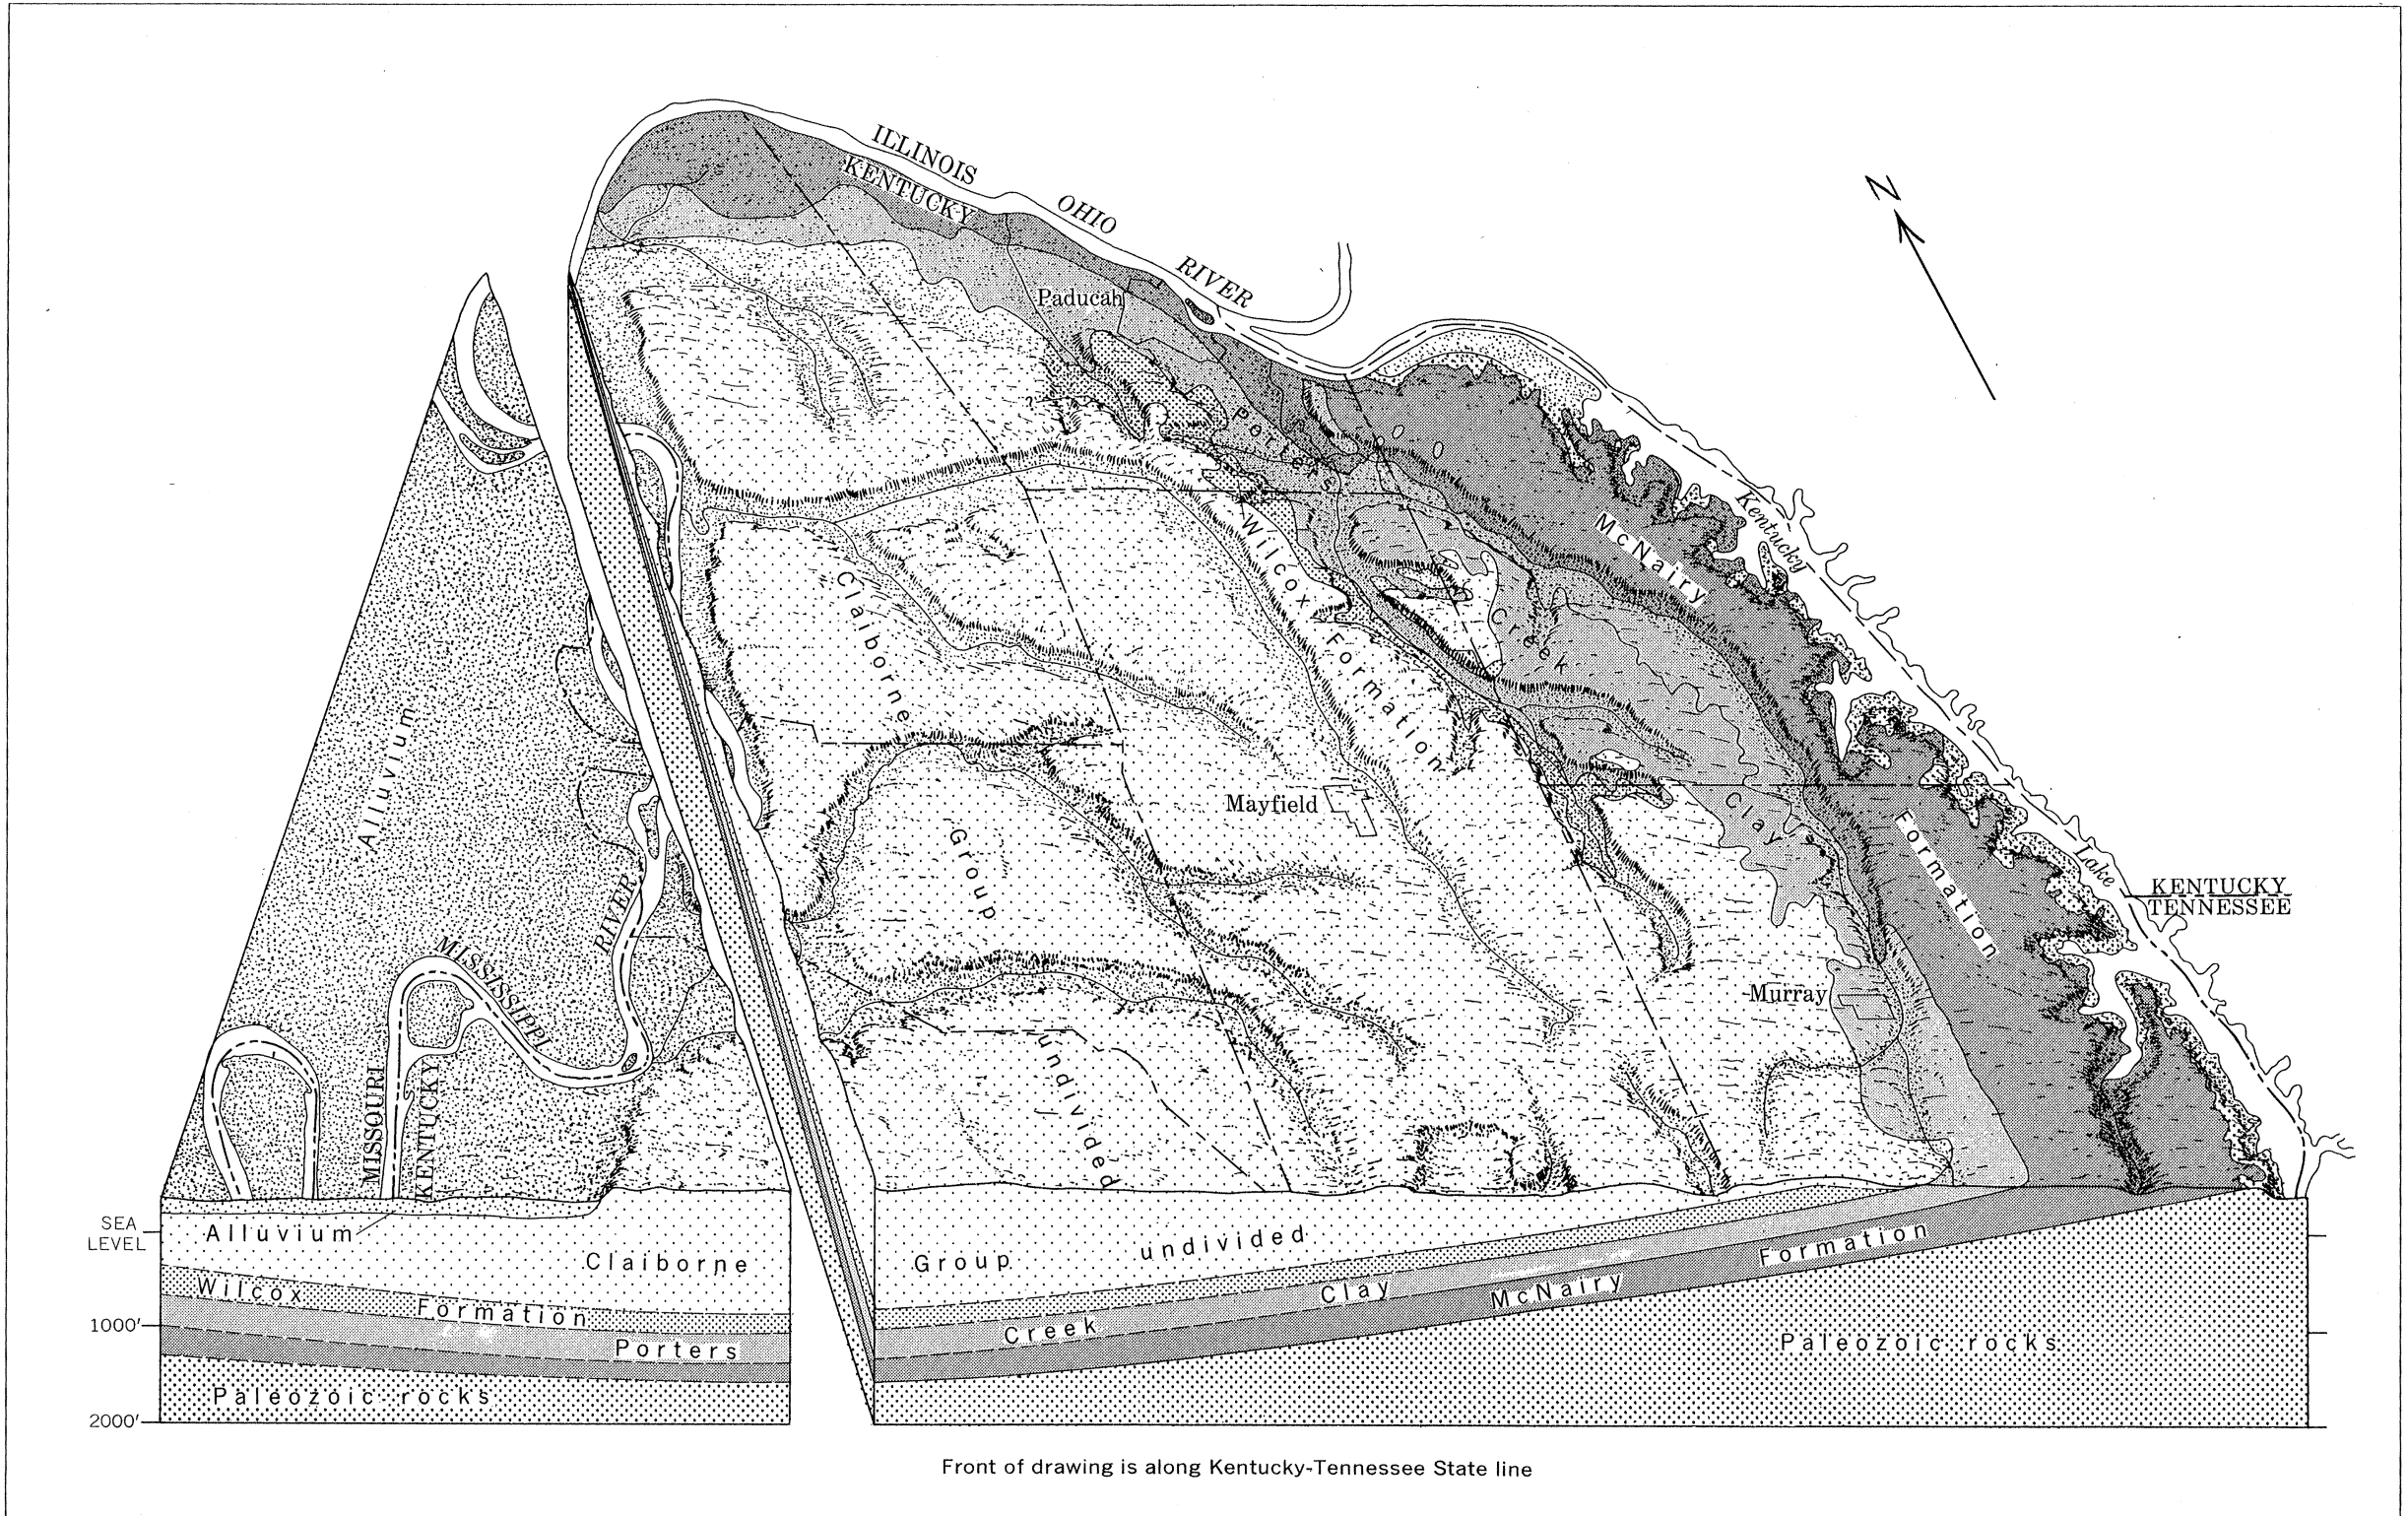 N
ILLINOIS
KENTUCKY
OHIO
RIVER
Paducah
Porters
Creek
Clay
McNairy
Formation
Kentucky
Lake
KENTUCKY
TENNESSEE
Wilcox
Formation
Claiborne
Group
undivided
Mayfield
Murray
Alluvium
MISSISSIPPI
RIVER
MISSOURI
KENTUCKY
SEA
LEVEL
1000'
2000'
Alluvium
Claiborne
Group
undivided
Wilcox
Formation
Porters
Creek
Clay
McNairy
Formation
Paleozoic rocks
Paleozoic rocks
Front of drawing is along Kentucky-Tennessee State line